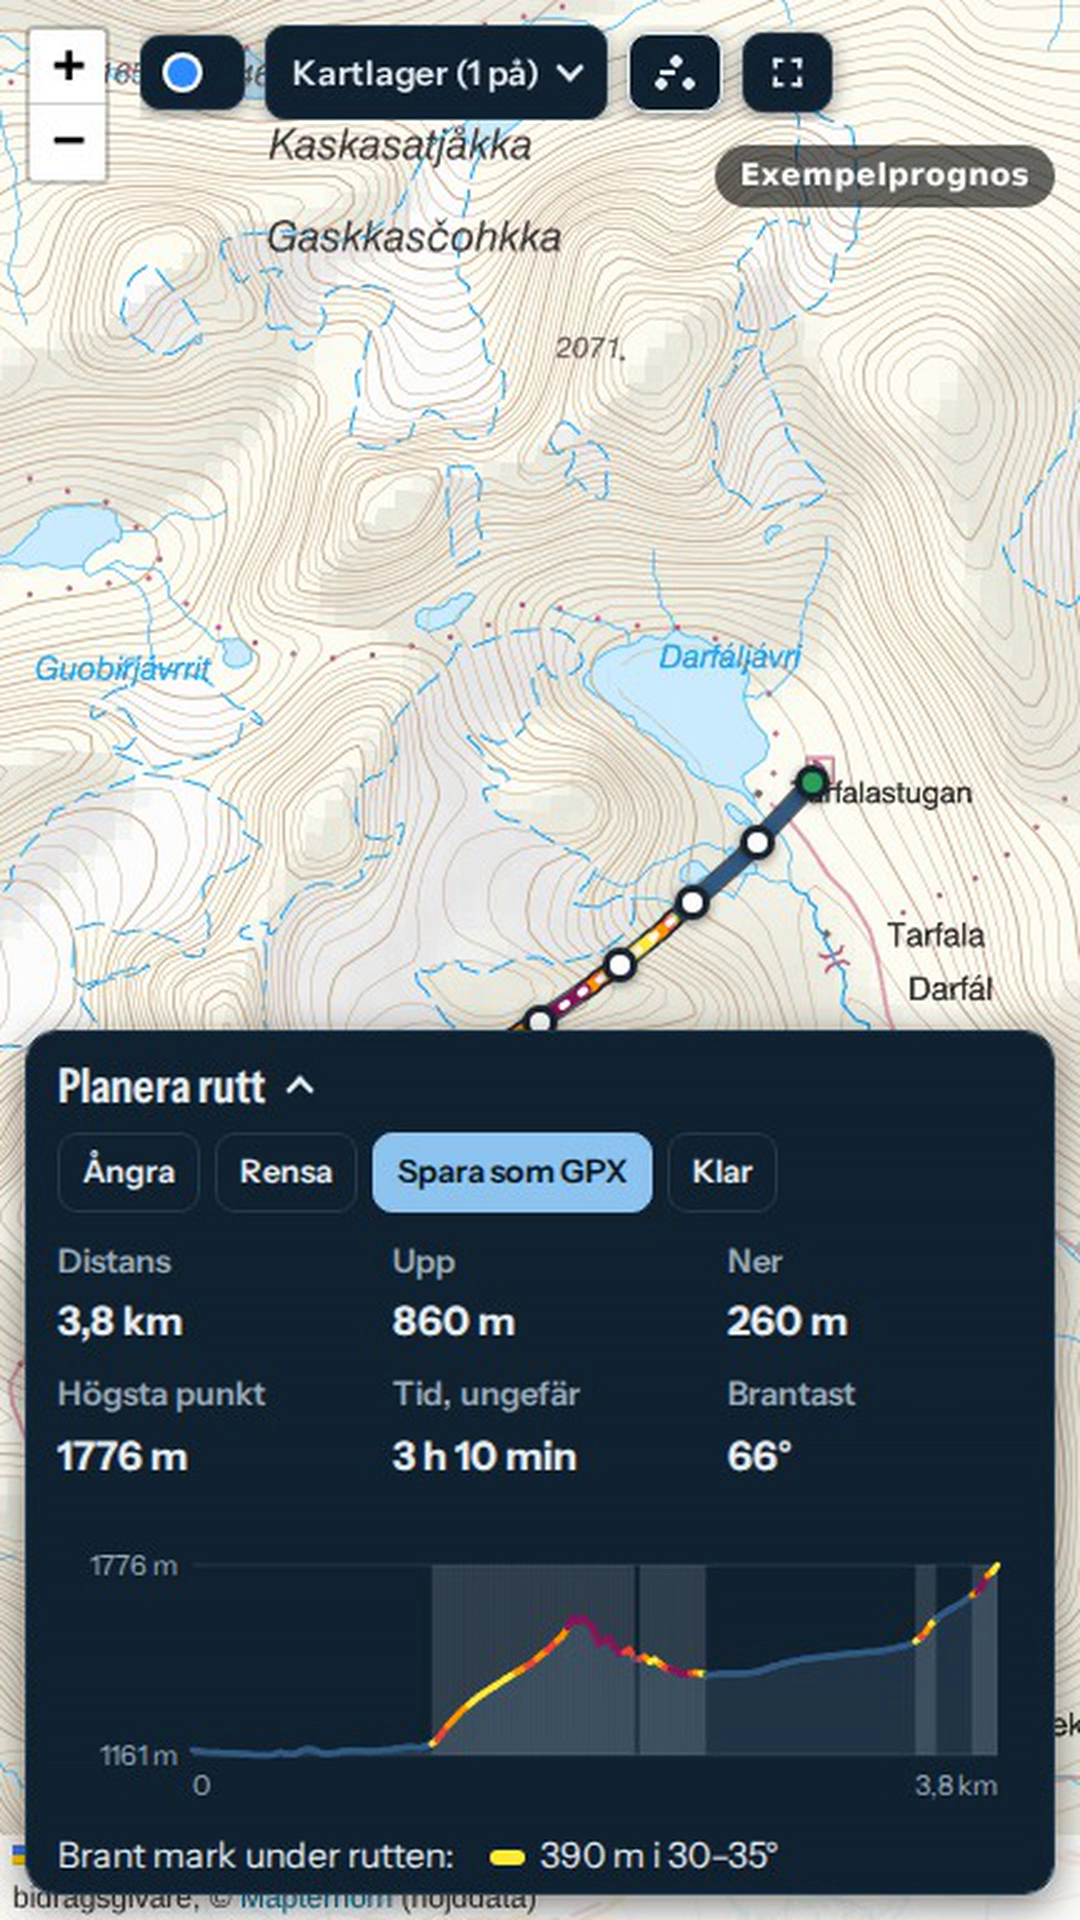 +
Kartlager (1 på)
−
Kaskasatjåkka
Exempelprognos
Gaskkasčohkka
2071
Guobirjávrrit
Darfáljávri
Tarfala
Darfál
Planera rutt
Ångra
Rensa
Spara som GPX
Klar
Distans
Upp
Ner
3,8 km
860 m
260 m
Högsta punkt
Tid, ungefär
Brantast
1776 m
3 h 10 min
66°
1776 m
1161 m
0
3,8 km
Brant mark under rutten:
390 m i 30–35°